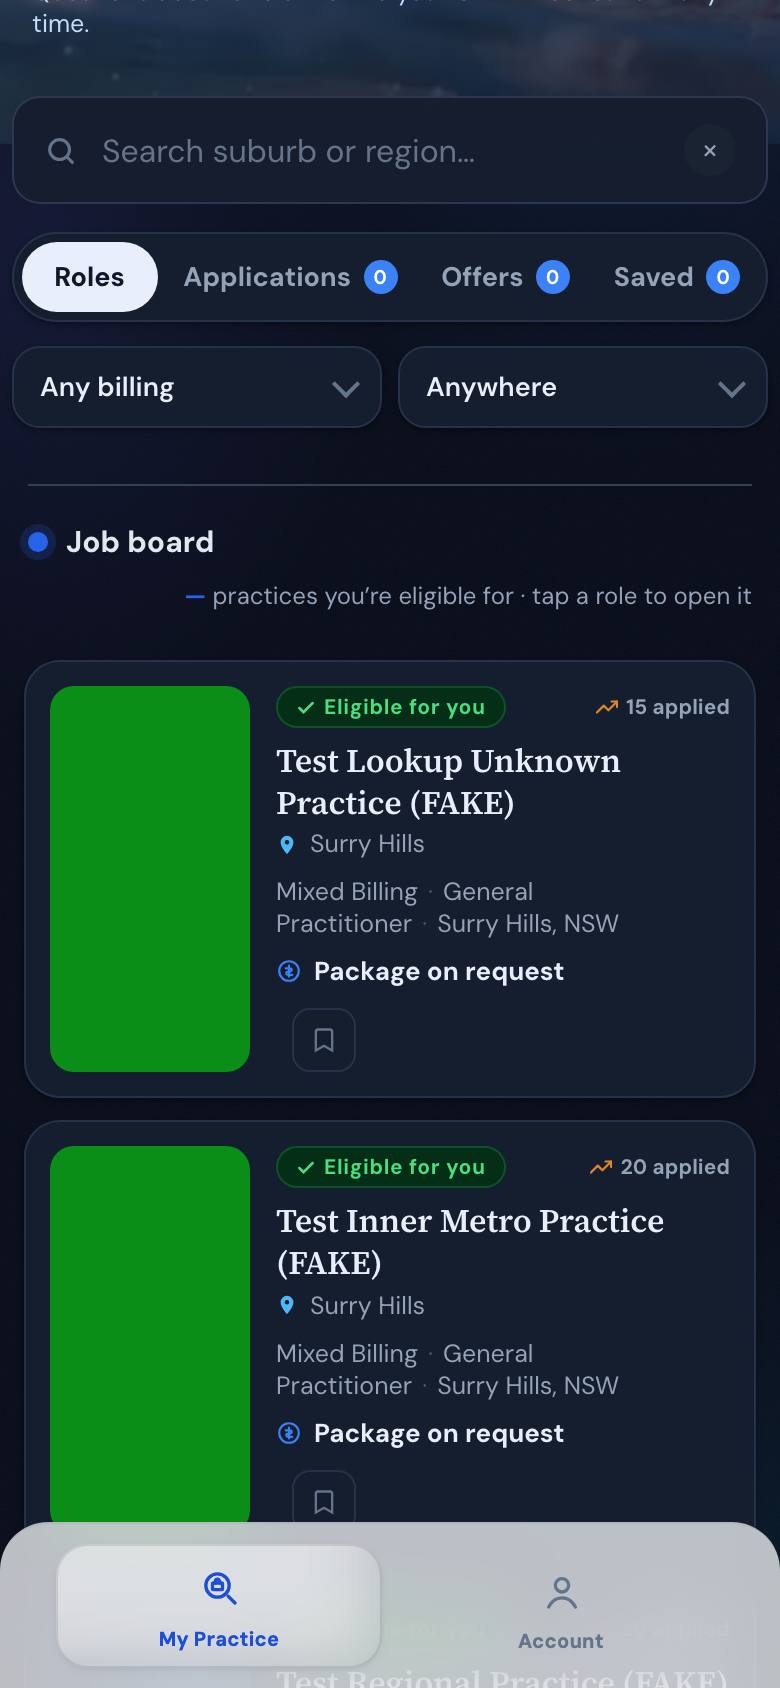 time.
Search suburb or region...
×
Roles
Applications 0
Offers 0
Saved 0
Any billing
Anywhere
Job board
— practices you’re eligible for · tap a role to open it
Eligible for you
15 applied
Test Lookup Unknown
Practice (FAKE)
Surry Hills
Mixed Billing · General
Practitioner · Surry Hills, NSW
Package on request
Eligible for you
20 applied
Test Inner Metro Practice
(FAKE)
Surry Hills
Mixed Billing · General
Practitioner · Surry Hills, NSW
Package on request
My Practice
Account
Test Regional Practice (FAKE)